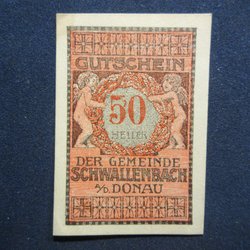 GUTSCHEIN
50
HELLER
DER GEMEINDE
SCHWALLENBACH
A/D. DONAU